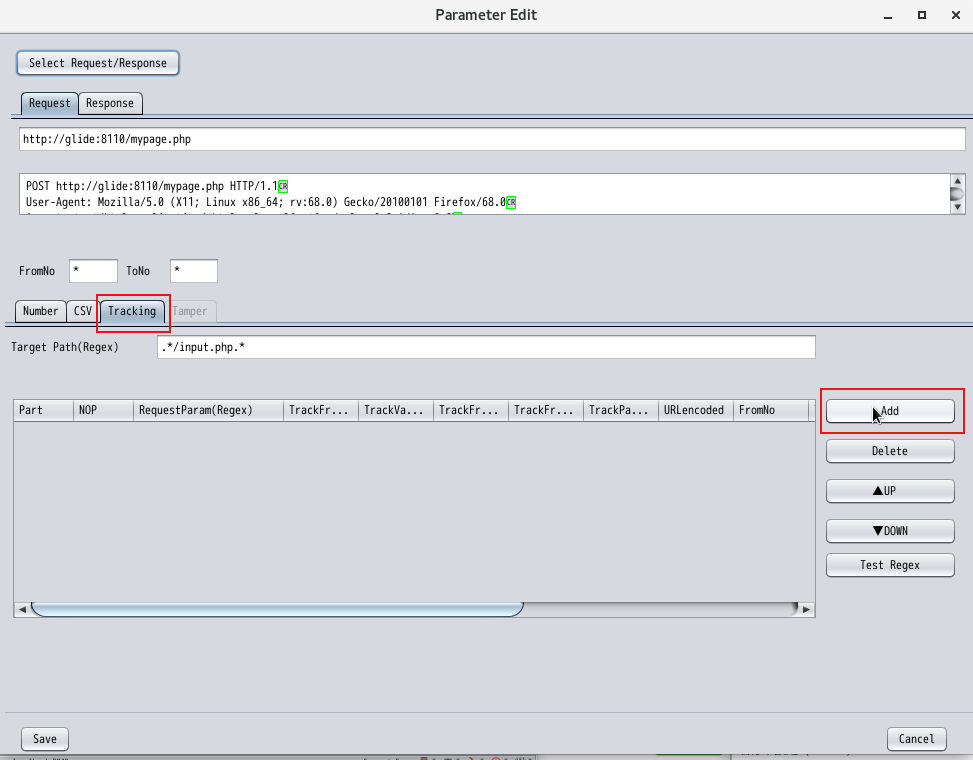 Parameter Edit
Select Request/Response
Request Response
http://glide:8110/mypage.php
POST http://glide:8110/mypage.php HTTP/1.1CR
User-Agent: Mozilla/5.0 (X11; Linux x86_64; rv:68.0) Gecko/20100101 Firefox/68.0CR
FromNo * ToNo *
Number CSV Tracking Tamper
Target Path(Regex) .*/input.php.*
Part NOP RequestParam(Regex) TrackFr... TrackVa... TrackFr... TrackFr... TrackPa... URLencoded FromNo
Add
Delete
▲UP
▼DOWN
Test Regex
Save Cancel